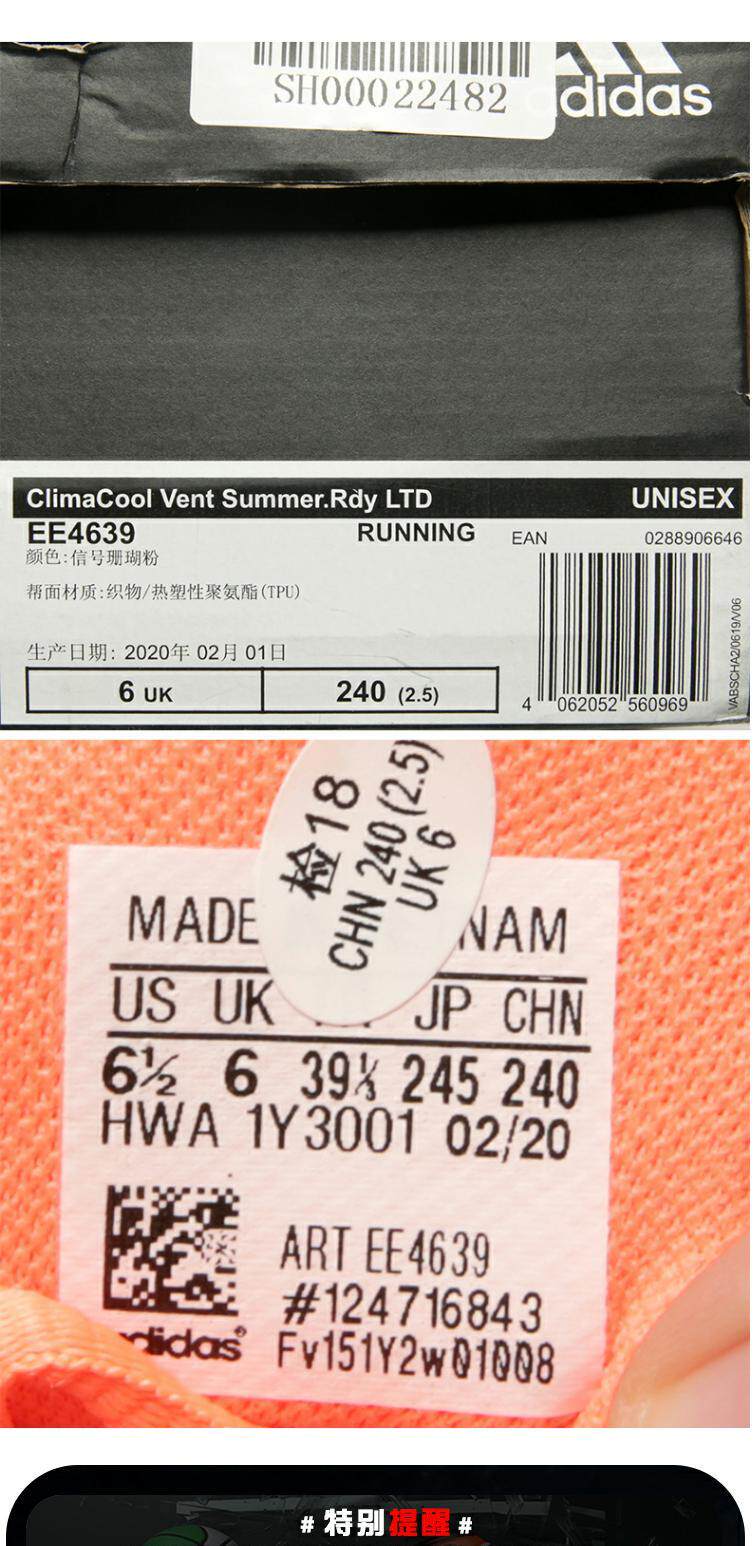 SH00022482
adidas
ClimaCool Vent Summer.Rdy LTD UNISEX
EE4639 RUNNING EAN 0288906646
颜色:信号珊瑚粉
帮面材质:织物/热塑性聚氨酯(TPU)
生产日期: 2020年 02月 01日
6 UK 240 (2.5)
4 062052 560969
VABSCHA2/0619/V06
检18
CHN 240 (2.5)
UK 6
MADE NAM
US UK JP CHN
6½ 6 39⅓ 245 240
HWA 1Y3001 02/20
ART EE4639
#124716843
adidas®
Fv151Y2w01008
# 特别提醒 #